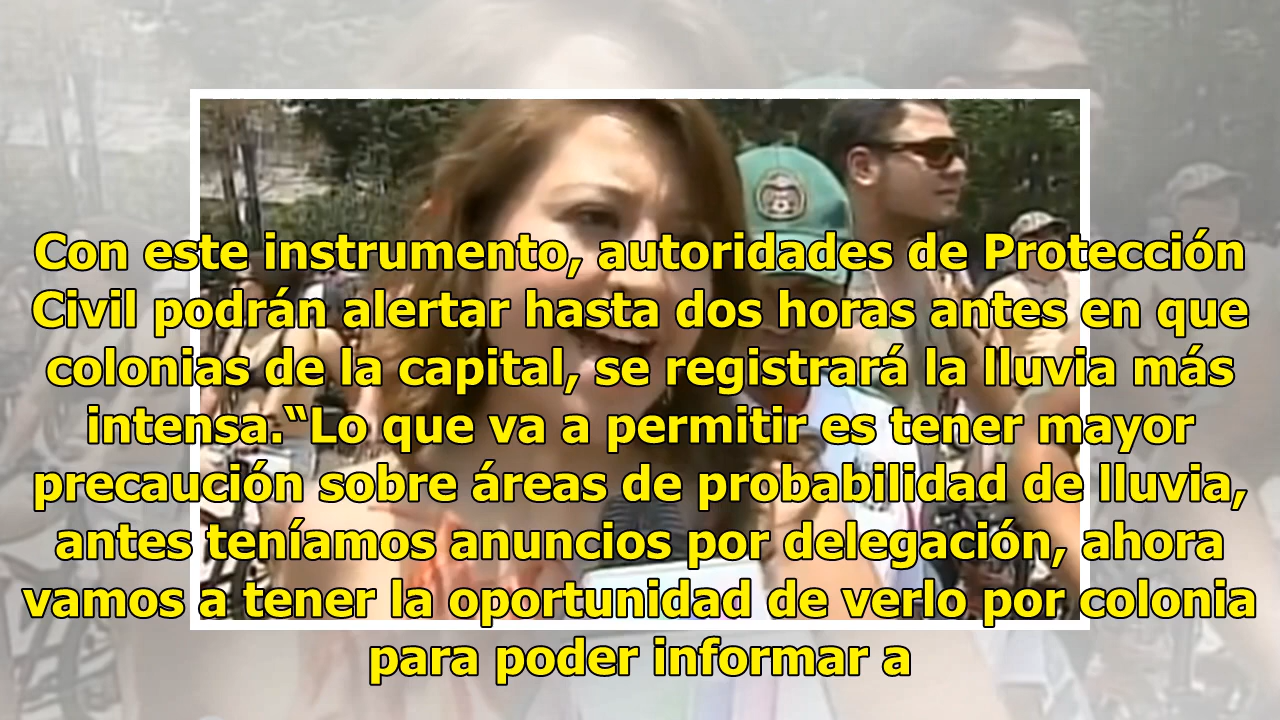 Con este instrumento, autoridades de Protección
Civil podrán alertar hasta dos horas antes en que
colonias de la capital, se registrará la lluvia más
intensa.“Lo que va a permitir es tener mayor
precaución sobre áreas de probabilidad de lluvia,
antes teníamos anuncios por delegación, ahora
vamos a tener la oportunidad de verlo por colonia
para poder informar a